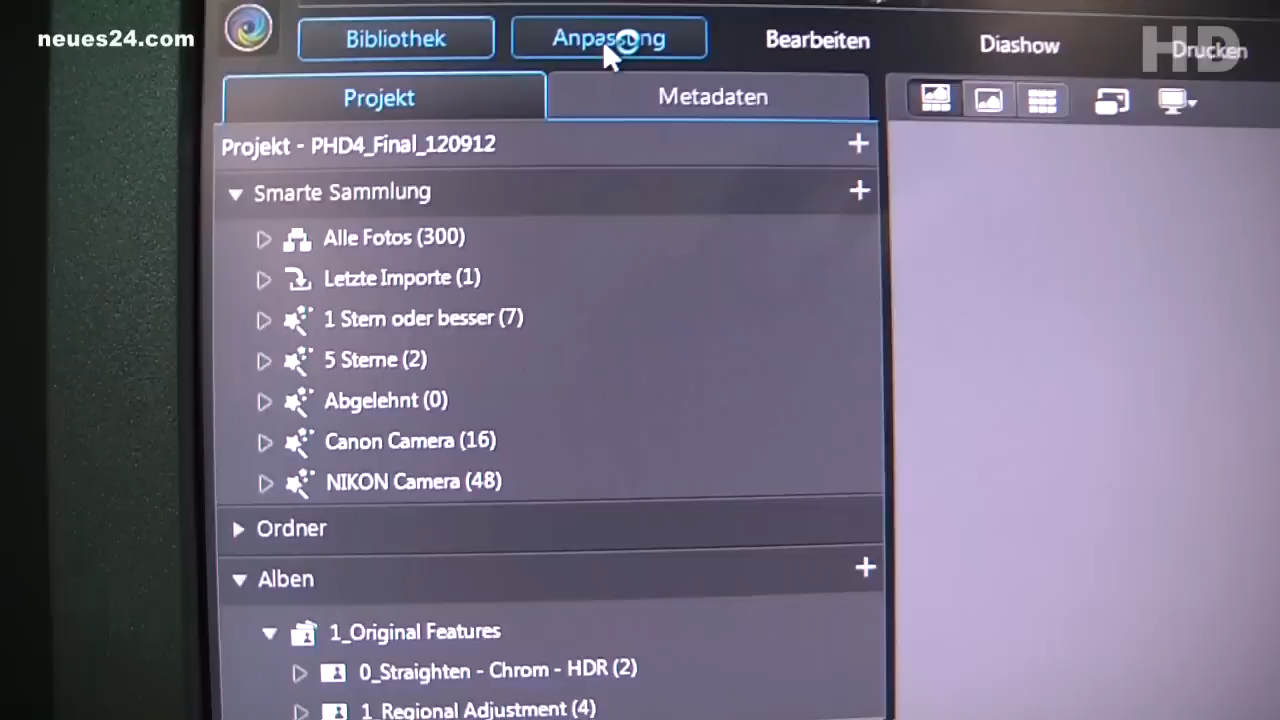 neues24.com
Bibliothek
Anpassung
Bearbeiten
Diashow
Drucken
HD
Projekt
Metadaten
Projekt - PHD4_Final_120912
Smarte Sammlung
Alle Fotos (300)
Letzte Importe (1)
1 Stern oder besser (7)
5 Sterne (2)
Abgelehnt (0)
Canon Camera (16)
NIKON Camera (48)
Ordner
Alben
1_Original Features
0_Straighten - Chrom - HDR (2)
1_Regional Adjustment (4)